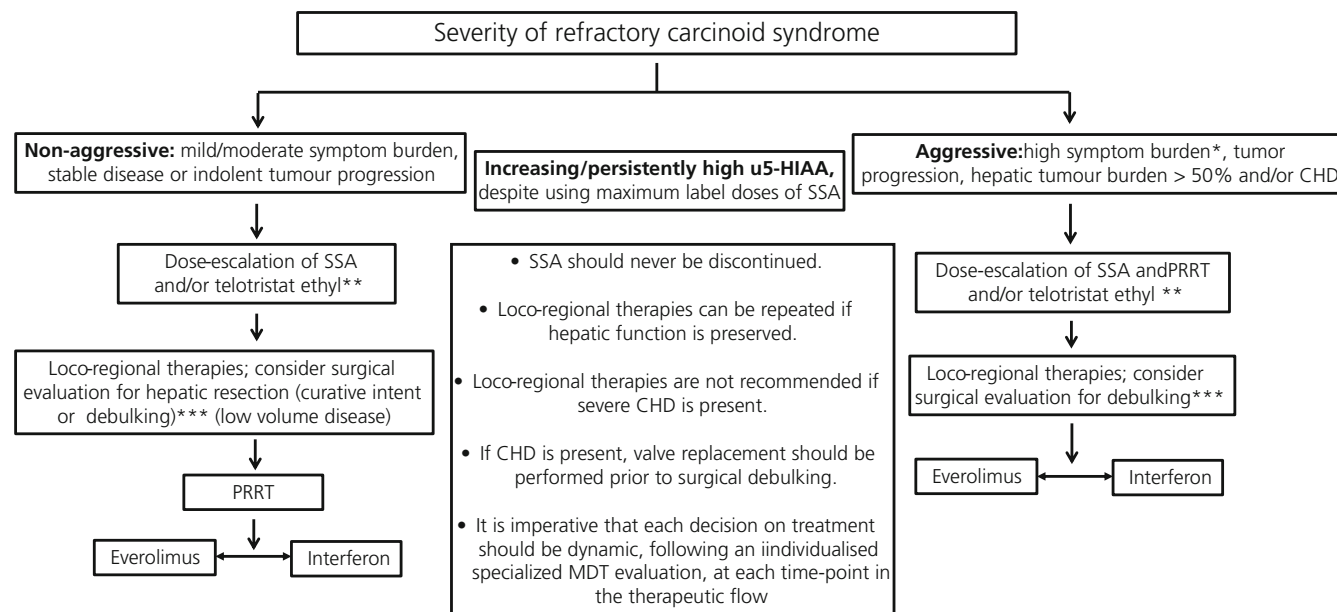 Severity of refractory carcinoid syndrome
Non-aggressive: mild/moderate symptom burden,
stable disease or indolent tumour progression
Increasing/persistently high u5-HIAA,
despite using maximum label doses of SSA
Aggressive:high symptom burden*, tumor
progression, hepatic tumour burden > 50% and/or CHD
Dose-escalation of SSA
and/or telotristat ethyl**
Loco-regional therapies; consider surgical
evaluation for hepatic resection (curative intent
or debulking)*** (low volume disease)
PRRT
Everolimus
Interferon
• SSA should never be discontinued.
• Loco-regional therapies can be repeated if
hepatic function is preserved.
• Loco-regional therapies are not recommended if
severe CHD is present.
• If CHD is present, valve replacement should be
performed prior to surgical debulking.
• It is imperative that each decision on treatment
should be dynamic, following an iindividualised
specialized MDT evaluation, at each time-point in
the therapeutic flow
Dose-escalation of SSA andPRRT
and/or telotristat ethyl **
Loco-regional therapies; consider
surgical evaluation for debulking***
Everolimus
Interferon